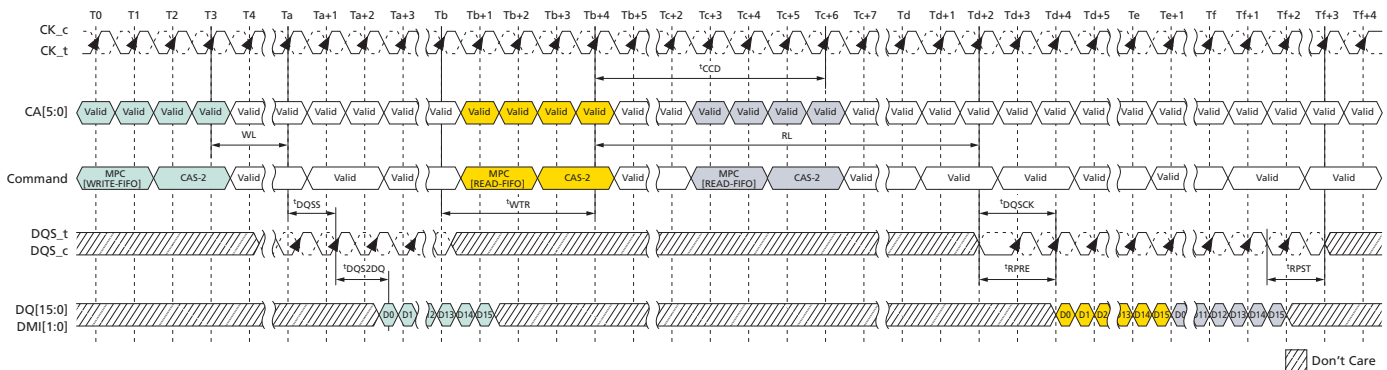 T0 T1 T2 T3 T4 Ta Ta+1 Ta+2 Ta+3 Tb Tb+1 Tb+2 Tb+3 Tb+4 Tb+5 Tc+2 Tc+3 Tc+4 Tc+5 Tc+6 Tc+7 Td Td+1 Td+2 Td+3 Td+4 Td+5 Te Te+1 Tf Tf+1 Tf+2 Tf+3 Tf+4
CK_c
CK_t
tCCD
CA[5:0] Valid Valid Valid Valid Valid Valid Valid Valid Valid Valid Valid Valid Valid Valid Valid Valid Valid Valid Valid Valid Valid Valid Valid Valid Valid Valid Valid Valid Valid Valid Valid Valid Valid Valid
WL RL
Command MPC [WRITE-FIFO] CAS-2 Valid Valid Valid MPC [READ-FIFO] CAS-2 Valid MPC [READ-FIFO] CAS-2 Valid Valid Valid Valid Valid Valid Valid
tDQSS tWTR tDQSCK
DQS_t
DQS_c
tDQS2DQ tRPRE tRPST
DQ[15:0] D0 D1 2 D13 D14 D15 D0 D1 D2 13 D14 D15 D0 D11 D12 D13 D14 D15
DMI[1:0]
Don't Care